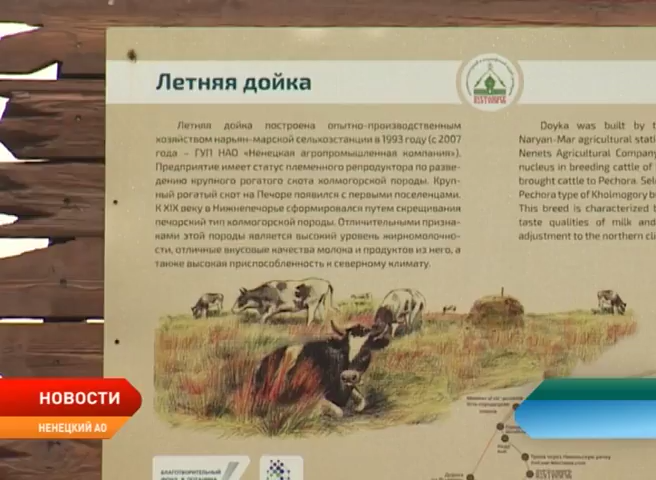 Летняя дойка
Летняя дойка построена опытно-производственным
хозяйством нарьян-марской сельхозстанции в 1993 году (с 2007
года – ГУП НАО «Ненецкая агропромышленная компания»).
Предприятие имеет статус племенного репродуктора по разве-
дению крупного рогатого скота холмогорской породы. Круп-
ный рогатый скот на Печоре появился с первыми поселенцами.
К XIX веку в Нижнепечорье сформировался путем скрещивания
печорский тип холмогорской породы. Отличительными призна-
ками этой породы является высокий уровень жирномолочно-
сти, отличные вкусовые качества молока и продуктов из него, а
также высокая приспособленность к северному климату.
Doyka was built by t
Naryan-Mar agricultural stati
Nenets Agricultural Company
nucleus in breeding cattle of
brought cattle to Pechora. Sel
Pechora type of Kholmogory b
This breed is characterized b
taste qualities of milk and
adjustment to the northern cli
НОВОСТИ
НЕНЕЦКИЙ АО
БЛАГОТВОРИТЕЛЬНЫЙ